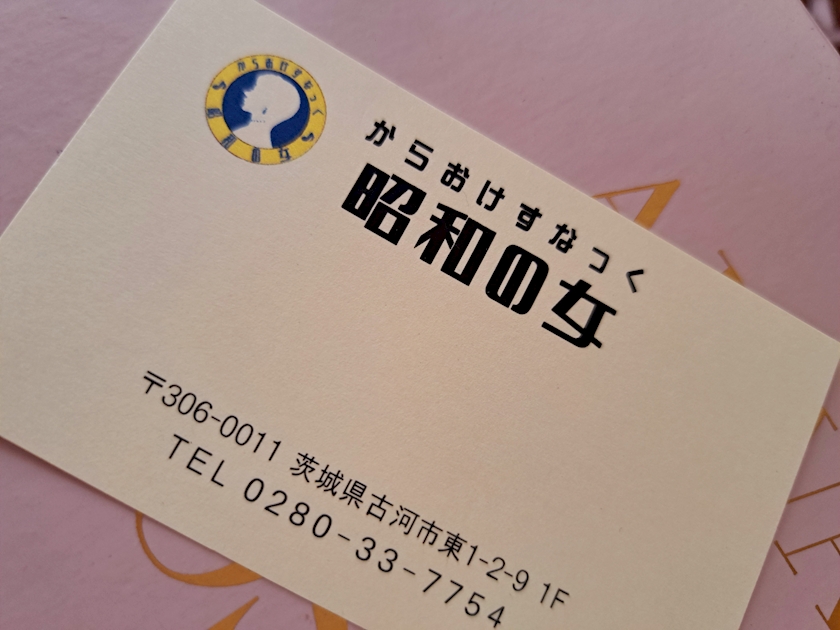 からおけすなっく
昭和の女
〒306-0011 茨城県古河市東1-2-9 1F
TEL 0280-33-7754